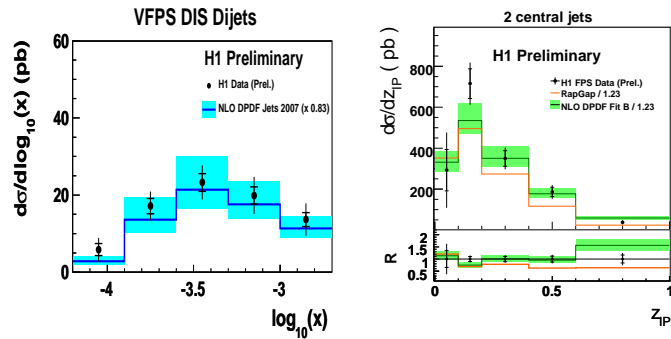 VFPS DIS Dijets
dσ/dlog10(x) (pb)
60
50
40
30
20
10
0
H1 Preliminary
H1 Data (Prel.)
NLO DPDF Jets 2007 (x 0.83)
-4
-3
log10(x)
2 central jets
dσ/dzIP ( pb )
800
600
400
200
H1 Preliminary
H1 FPS Data (Prel.)
RapGap / 1.23
NLO DPDF Fit B / 1.23
R
1.5
1
0.5
0
0.5
1
ZIP